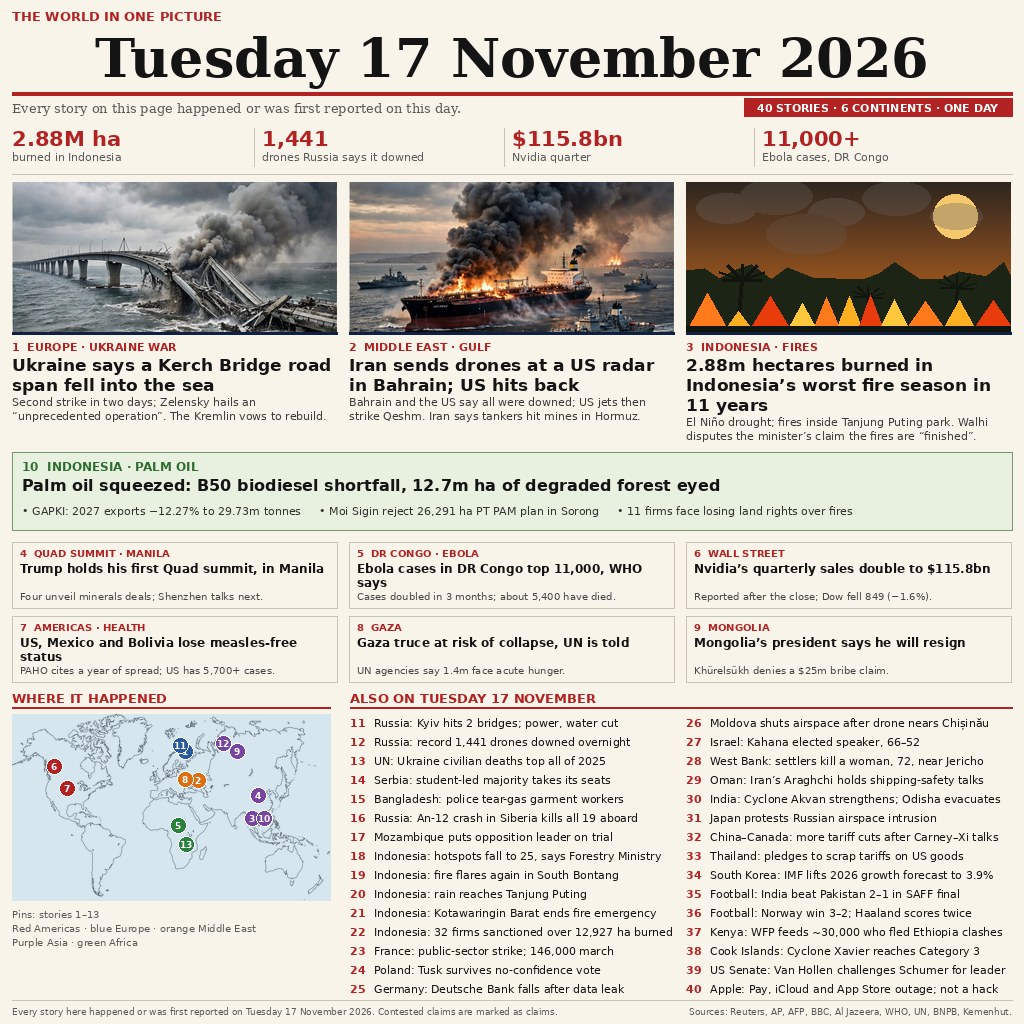 THE WORLD IN ONE PICTURE
Tuesday 17 November 2026
Every story on this page happened or was first reported on this day.
40 STORIES · 6 CONTINENTS · ONE DAY
2.88M ha
burned in Indonesia
1,441
drones Russia says it downed
$115.8bn
Nvidia quarter
11,000+
Ebola cases, DR Congo
1 EUROPE · UKRAINE WAR
Ukraine says a Kerch Bridge road
span fell into the sea
Second strike in two days; Zelensky hails an
“unprecedented operation”. The Kremlin vows to rebuild.
2 MIDDLE EAST · GULF
Iran sends drones at a US radar
in Bahrain; US hits back
Bahrain and the US say all were downed; US jets then
strike Qeshm. Iran says tankers hit mines in Hormuz.
3 INDONESIA · FIRES
2.88m hectares burned in
Indonesia’s worst fire season in
11 years
El Niño drought; fires inside Tanjung Puting park. Walhi
disputes the minister’s claim the fires are “finished”.
10 INDONESIA · PALM OIL
Palm oil squeezed: B50 biodiesel shortfall, 12.7m ha of degraded forest eyed
• GAPKI: 2027 exports −12.27% to 29.73m tonnes • Moi Sigin reject 26,291 ha PT PAM plan in Sorong • 11 firms face losing land rights over fires
4 QUAD SUMMIT · MANILA
Trump holds his first Quad summit, in Manila
Four unveil minerals deals; Shenzhen talks next.
5 DR CONGO · EBOLA
Ebola cases in DR Congo top 11,000, WHO
says
Cases doubled in 3 months; about 5,400 have died.
6 WALL STREET
Nvidia’s quarterly sales double to $115.8bn
Reported after the close; Dow fell 849 (−1.6%).
7 AMERICAS · HEALTH
US, Mexico and Bolivia lose measles-free
status
PAHO cites a year of spread; US has 5,700+ cases.
8 GAZA
Gaza truce at risk of collapse, UN is told
UN agencies say 1.4m face acute hunger.
9 MONGOLIA
Mongolia’s president says he will resign
Khürelsükh denies a $25m bribe claim.
WHERE IT HAPPENED
11
12
9
6
7
8
2
4
3
10
5
13
Pins: stories 1–13
Red Americas · blue Europe · orange Middle East
Purple Asia · green Africa
ALSO ON TUESDAY 17 NOVEMBER
11 Russia: Kyiv hits 2 bridges; power, water cut
12 Russia: record 1,441 drones downed overnight
13 UN: Ukraine civilian deaths top all of 2025
14 Serbia: student-led majority takes its seats
15 Bangladesh: police tear-gas garment workers
16 Russia: An-12 crash in Siberia kills all 19 aboard
17 Mozambique puts opposition leader on trial
18 Indonesia: hotspots fall to 25, says Forestry Ministry
19 Indonesia: fire flares again in South Bontang
20 Indonesia: rain reaches Tanjung Puting
21 Indonesia: Kotawaringin Barat ends fire emergency
22 Indonesia: 32 firms sanctioned over 12,927 ha burned
23 France: public-sector strike; 146,000 march
24 Poland: Tusk survives no-confidence vote
25 Germany: Deutsche Bank falls after data leak
26 Moldova shuts airspace after drone nears Chișinău
27 Israel: Kahana elected speaker, 66–52
28 West Bank: settlers kill a woman, 72, near Jericho
29 Oman: Iran’s Araghchi holds shipping-safety talks
30 India: Cyclone Akvan strengthens; Odisha evacuates
31 Japan protests Russian airspace intrusion
32 China–Canada: more tariff cuts after Carney–Xi talks
33 Thailand: pledges to scrap tariffs on US goods
34 South Korea: IMF lifts 2026 growth forecast to 3.9%
35 Football: India beat Pakistan 2–1 in SAFF final
36 Football: Norway win 3–2; Haaland scores twice
37 Kenya: WFP feeds ~30,000 who fled Ethiopia clashes
38 Cook Islands: Cyclone Xavier reaches Category 3
39 US Senate: Van Hollen challenges Schumer for leader
40 Apple: Pay, iCloud and App Store outage; not a hack
Every story here happened or was first reported on Tuesday 17 November 2026. Contested claims are marked as claims.
Sources: Reuters, AP, AFP, BBC, Al Jazeera, WHO, UN, BNPB, Kemenhut.